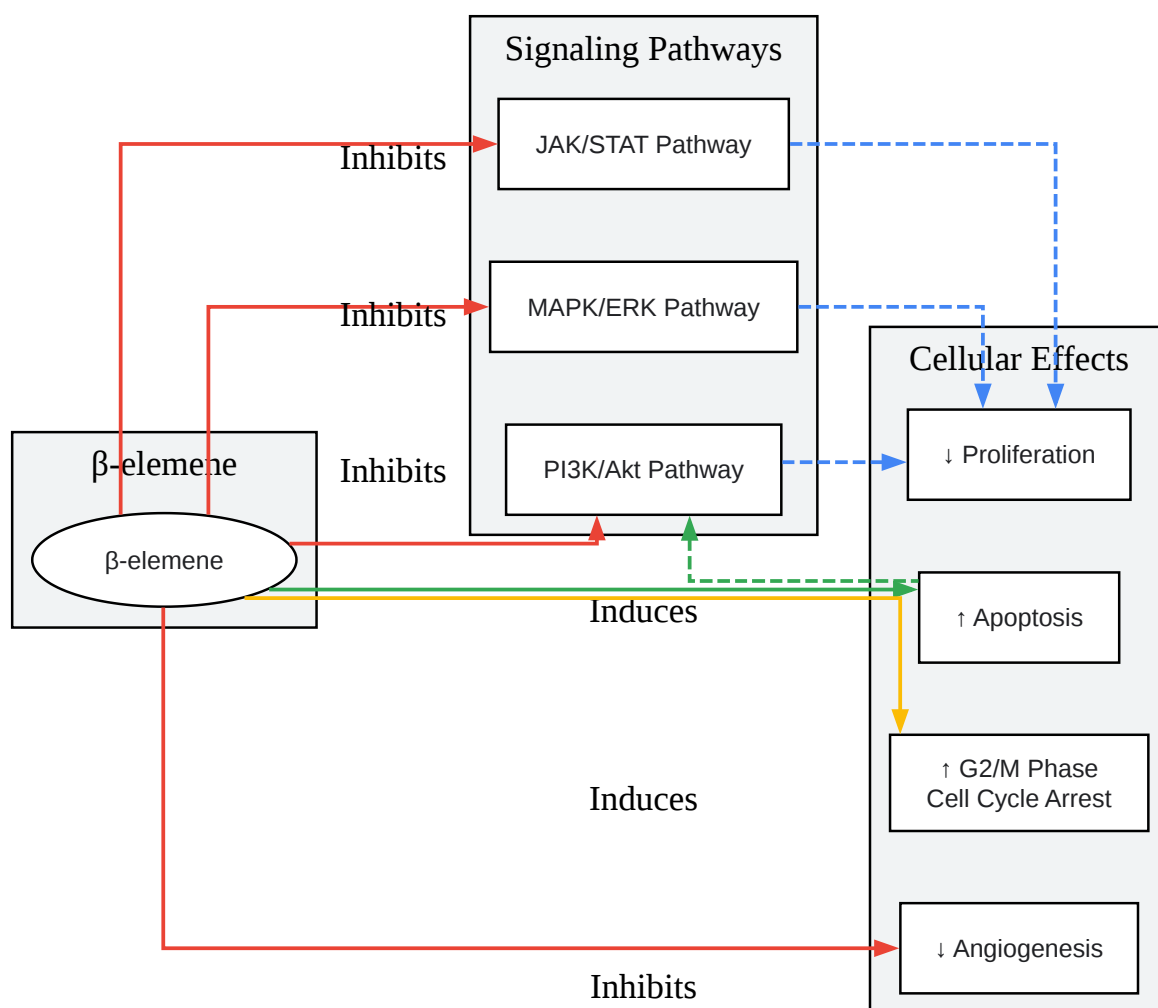 Signaling Pathways
JAK/STAT Pathway
Inhibits
MAPK/ERK Pathway
Inhibits
Cellular Effects
β-elemene
Inhibits
PI3K/Akt Pathway
↓ Proliferation
β-elemene
Induces
↑ Apoptosis
↑ G2/M Phase
Cell Cycle Arrest
Induces
↓ Angiogenesis
Inhibits